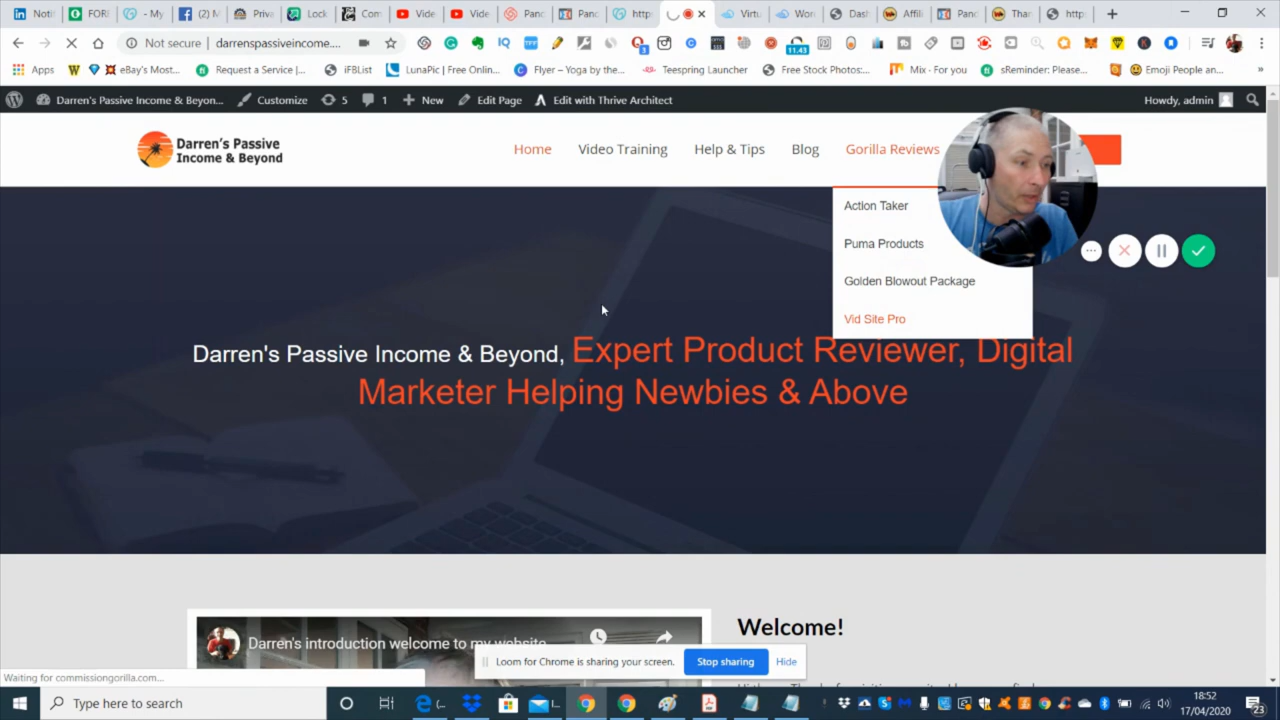 Noti
FORI
My
(2) M
Priva
Lock
Com
Vide
Vide
Panc
Panc
http
Virtu
Wor
Dash
Affili
Panc
Than
http
Not secure
darrenspassiveincome....
11.43
Apps
eBay's Most...
Request a Service |...
iFBList
LunaPic | Free Onlin...
Flyer – Yoga by the...
Teespring Launcher
Free Stock Photos:...
Mix - For you
sReminder: Please...
Emoji People an...
Darren's Passive Income & Beyon...
Customize
5
1
New
Edit Page
Edit with Thrive Architect
Howdy, admin
Darren's Passive
Income & Beyond
Home
Video Training
Help & Tips
Blog
Gorilla Reviews
Action Taker
Puma Products
Golden Blowout Package
Vid Site Pro
Darren's Passive Income & Beyond, Expert Product Reviewer, Digital
Marketer Helping Newbies & Above
Welcome!
Darren's introduction welcome to my website
Loom for Chrome is sharing your screen.
Stop sharing
Hide
Waiting for commissiongorilla.com...
Type here to search
18:52
17/04/2020
23